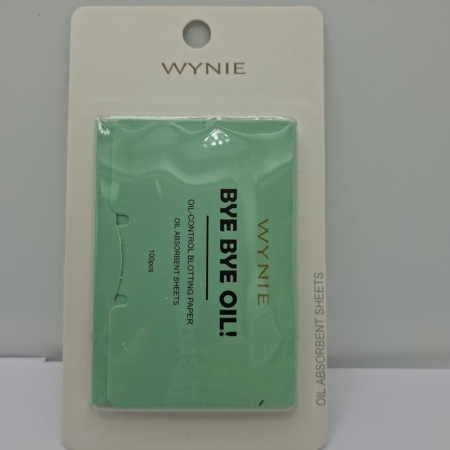 WYNIE
WYNIE
BYE BYE OIL!
OIL-CONTROL BLOTTING PAPER
OIL ABSORBENT SHEETS
100pcs
OIL ABSORBENT SHEETS